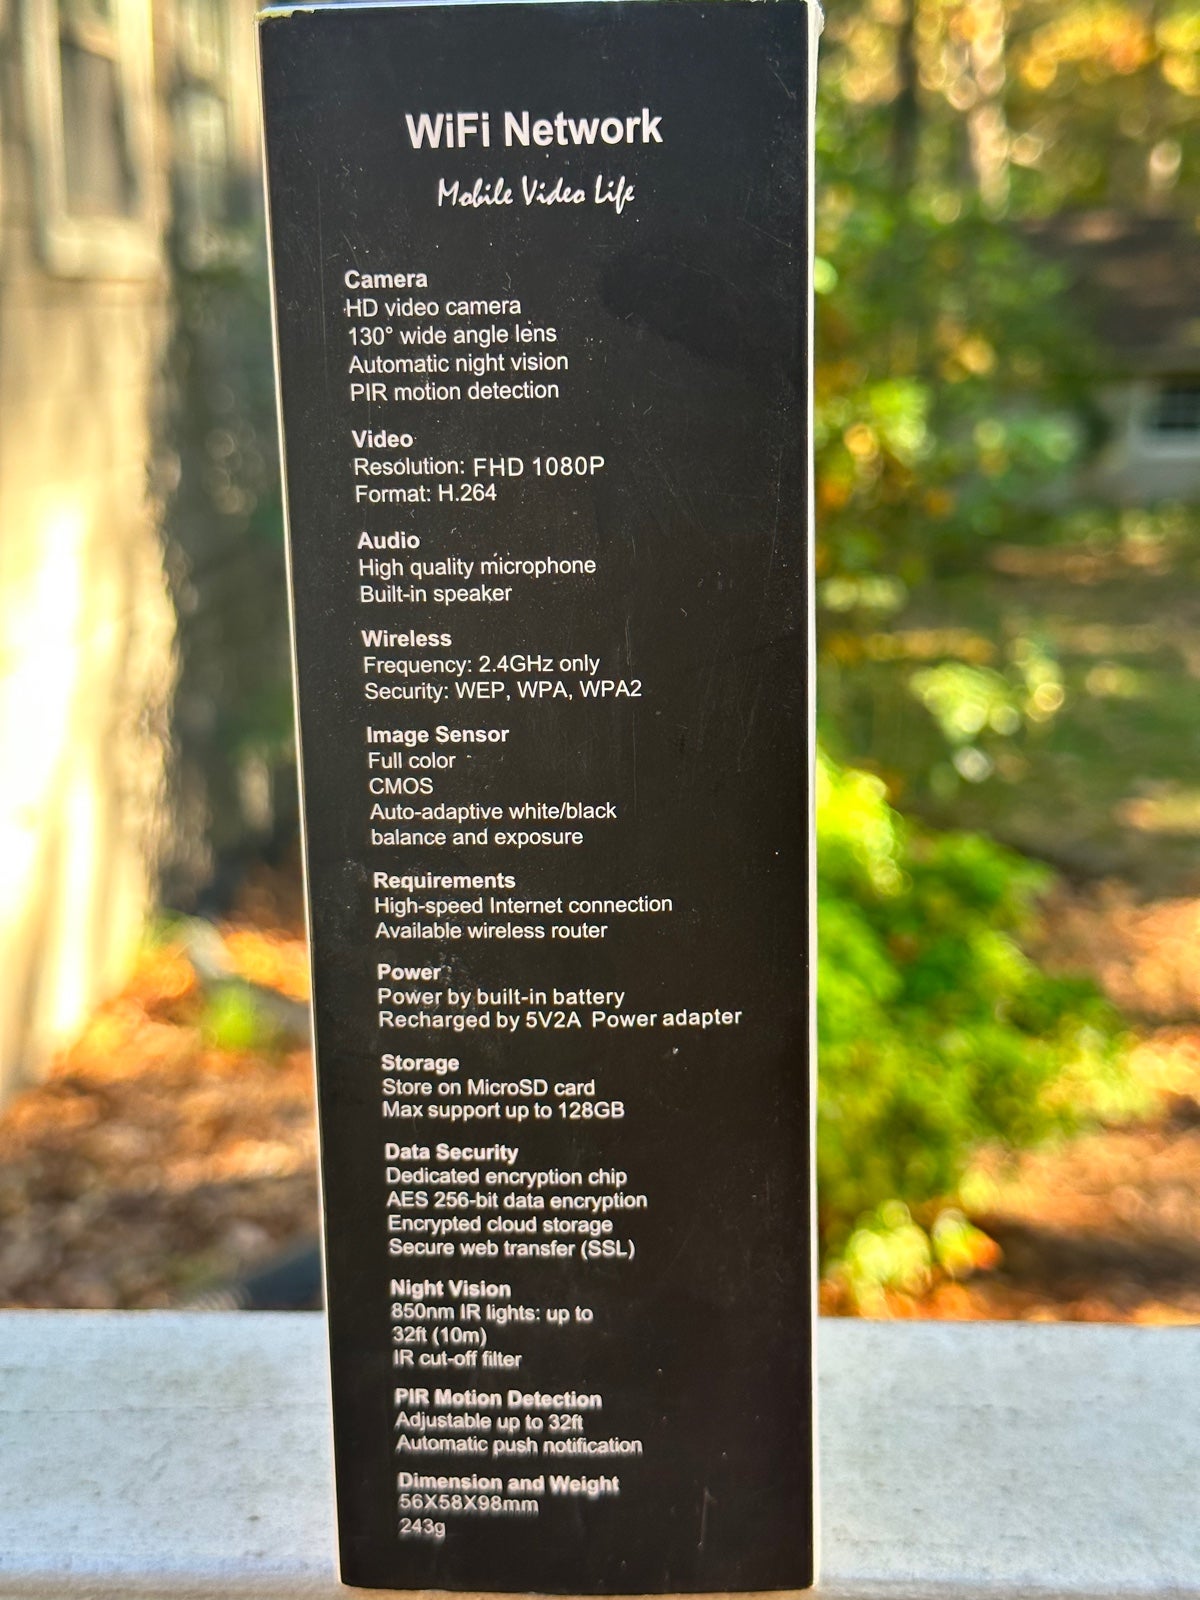 WiFi Network
Mobile Video Life
Camera
HD video camera
130° wide angle lens
Automatic night vision
PIR motion detection
Video
Resolution: FHD 1080P
Format: H.264
Audio
High quality microphone
Built-in speaker
Wireless
Frequency: 2.4GHz only
Security: WEP, WPA, WPA2
Image Sensor
Full color
CMOS
Auto-adaptive white/black
balance and exposure
Requirements
High-speed Internet connection
Available wireless router
Power
Power by built-in battery
Recharged by 5V2A Power adapter
Storage
Store on MicroSD card
Max support up to 128GB
Data Security
Dedicated encryption chip
AES 256-bit data encryption
Encrypted cloud storage
Secure web transfer (SSL)
Night Vision
850nm IR lights: up to
32ft (10m)
IR cut-off filter
PIR Motion Detection
Adjustable up to 32ft
Automatic push notification
Dimension and Weight
56X58X98mm
243g